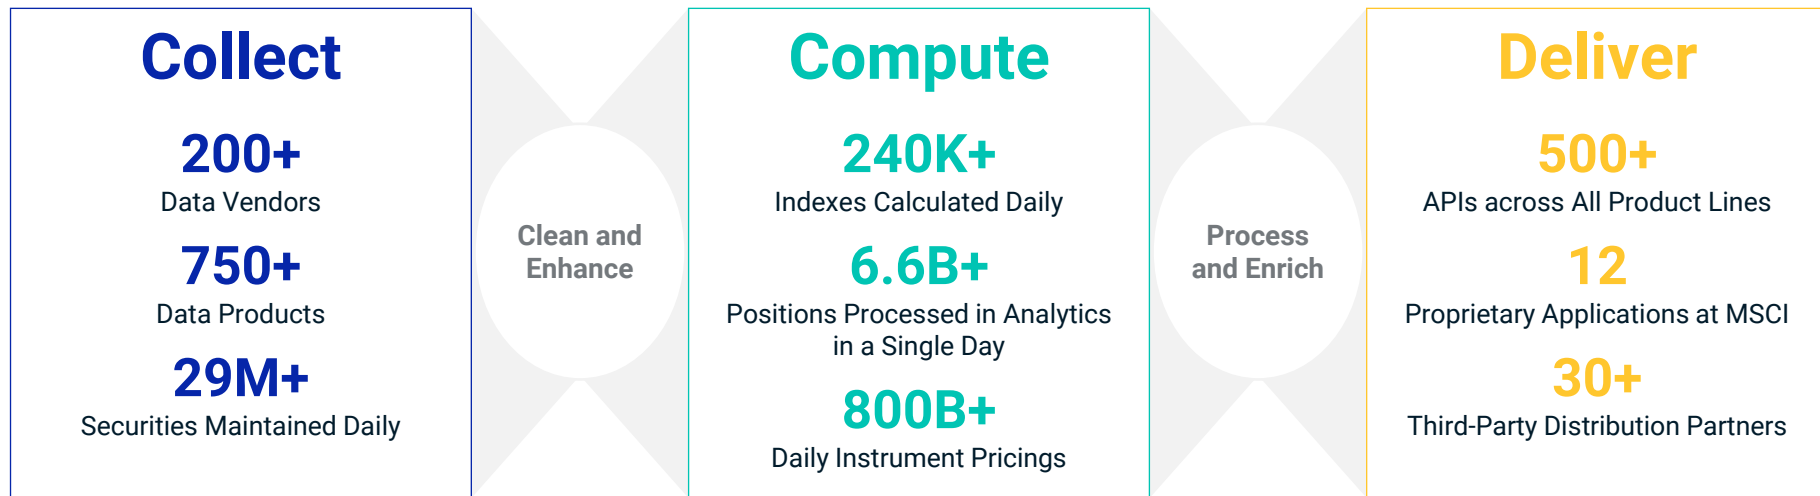 Collect
200+
Data Vendors
750+
Data Products
29M+
Securities Maintained Daily
Clean and
Enhance
Compute
240K+
Indexes Calculated Daily
6.6B+
Positions Processed in Analytics
in a Single Day
800B+
Daily Instrument Pricings
Process
and Enrich
Deliver
500+
APIs across All Product Lines
12
Proprietary Applications at MSCI
30+
Third-Party Distribution Partners